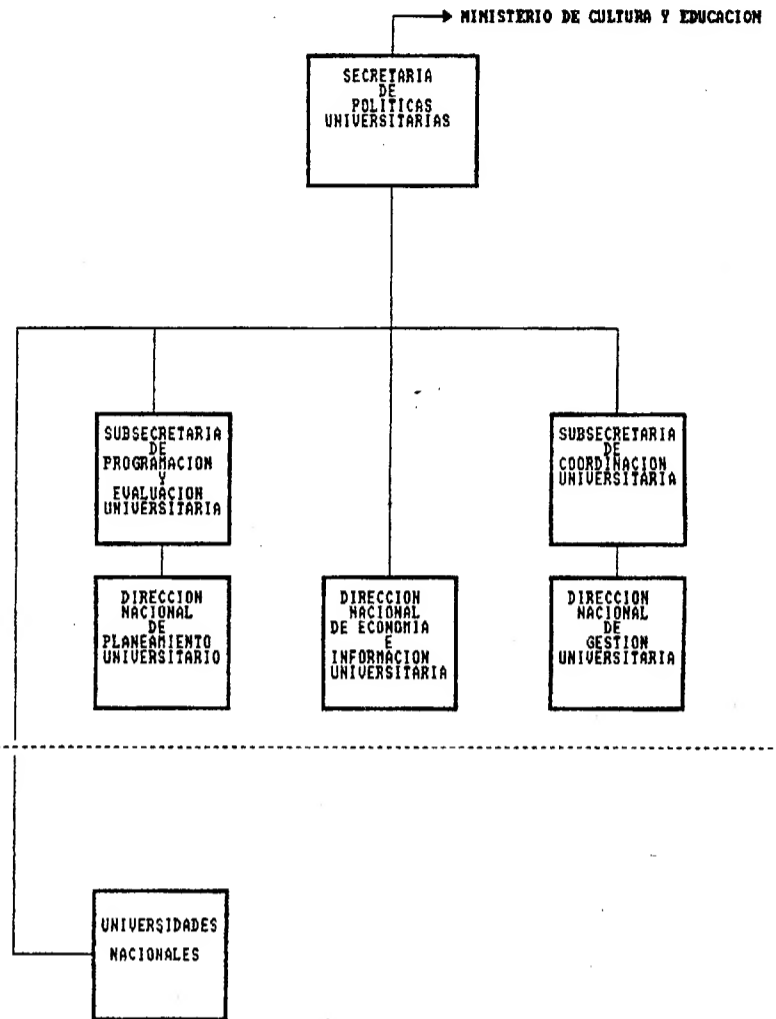 MINISTERIO DE CULTURA Y EDUCACION
SECRETARIA
DE
POLITICAS
UNIVERSITARIAS
SUBSECRETARIA
DE
PROGRAMACION
Y
EVALUACION
UNIVERSITARIA
SUBSECRETARIA
DE
COORDINACION
UNIVERSITARIA
DIRECCION
NACIONAL
DE
PLANEAMIENTO
UNIVERSITARIO
DIRECCION
NACIONAL
DE ECONOMIA
E
INFORMACION
UNIVERSITARIA
DIRECCION
NACIONAL
DE
GESTION
UNIVERSITARIA
UNIVERSIDADES
NACIONALES